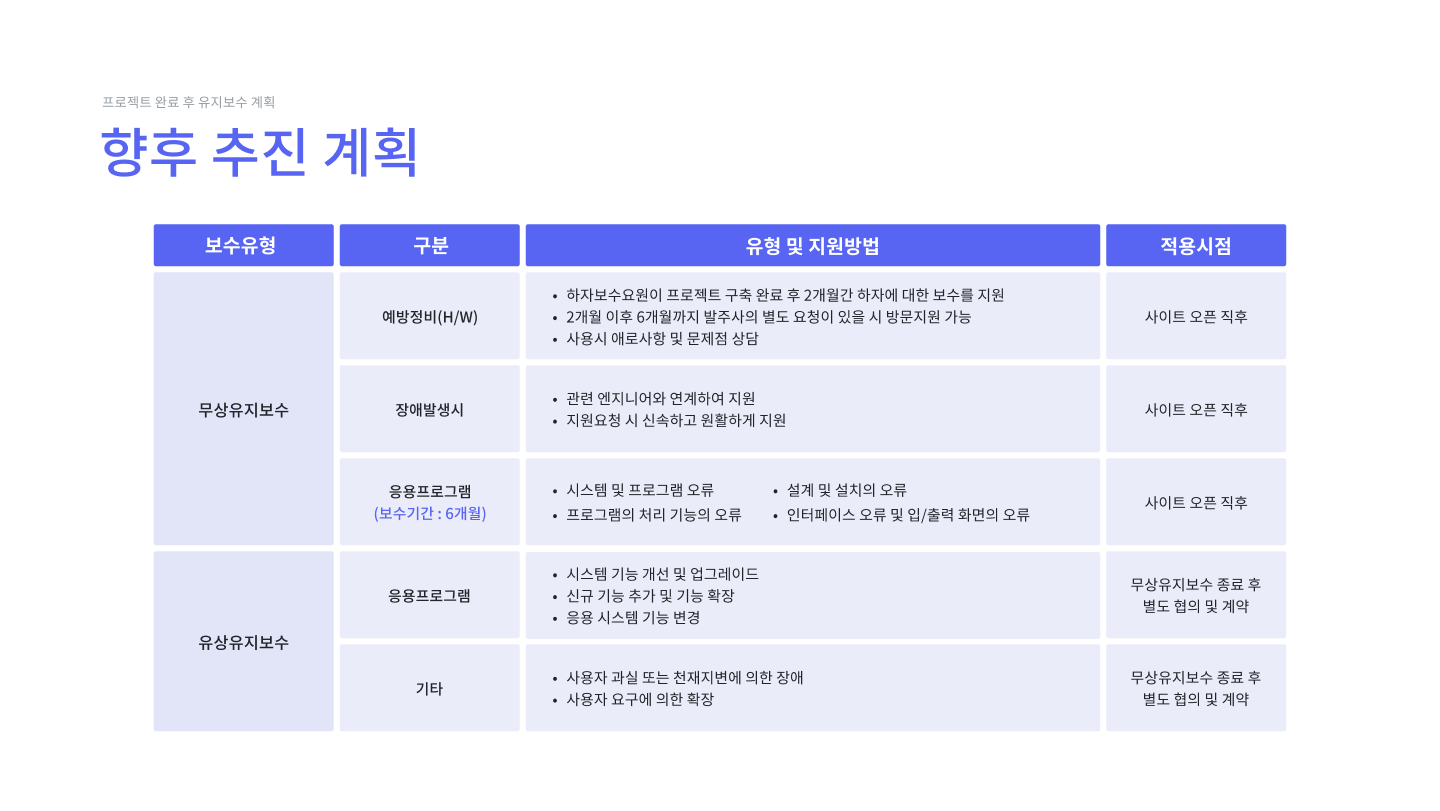 프로젝트 완료 후 유지보수 계획
향후 추진 계획
보수유형
구분
유형 및 지원방법
적용시점
무상유지보수
예방정비(H/W)
• 하자보수요원이 프로젝트 구축 완료 후 2개월간 하자에 대한 보수를 지원
• 2개월 이후 6개월까지 발주사의 별도 요청이 있을 시 방문지원 가능
• 사용시 애로사항 및 문제점 상담
사이트 오픈 직후
장애발생시
• 관련 엔지니어와 연계하여 지원
• 지원요청 시 신속하고 원활하게 지원
사이트 오픈 직후
응용프로그램
(보수기간 : 6개월)
• 시스템 및 프로그램 오류
• 프로그램의 처리 기능의 오류
• 설계 및 설치의 오류
• 인터페이스 오류 및 입/출력 화면의 오류
사이트 오픈 직후
유상유지보수
응용프로그램
• 시스템 기능 개선 및 업그레이드
• 신규 기능 추가 및 기능 확장
• 응용 시스템 기능 변경
무상유지보수 종료 후
별도 협의 및 계약
기타
• 사용자 과실 또는 천재지변에 의한 장애
• 사용자 요구에 의한 확장
무상유지보수 종료 후
별도 협의 및 계약